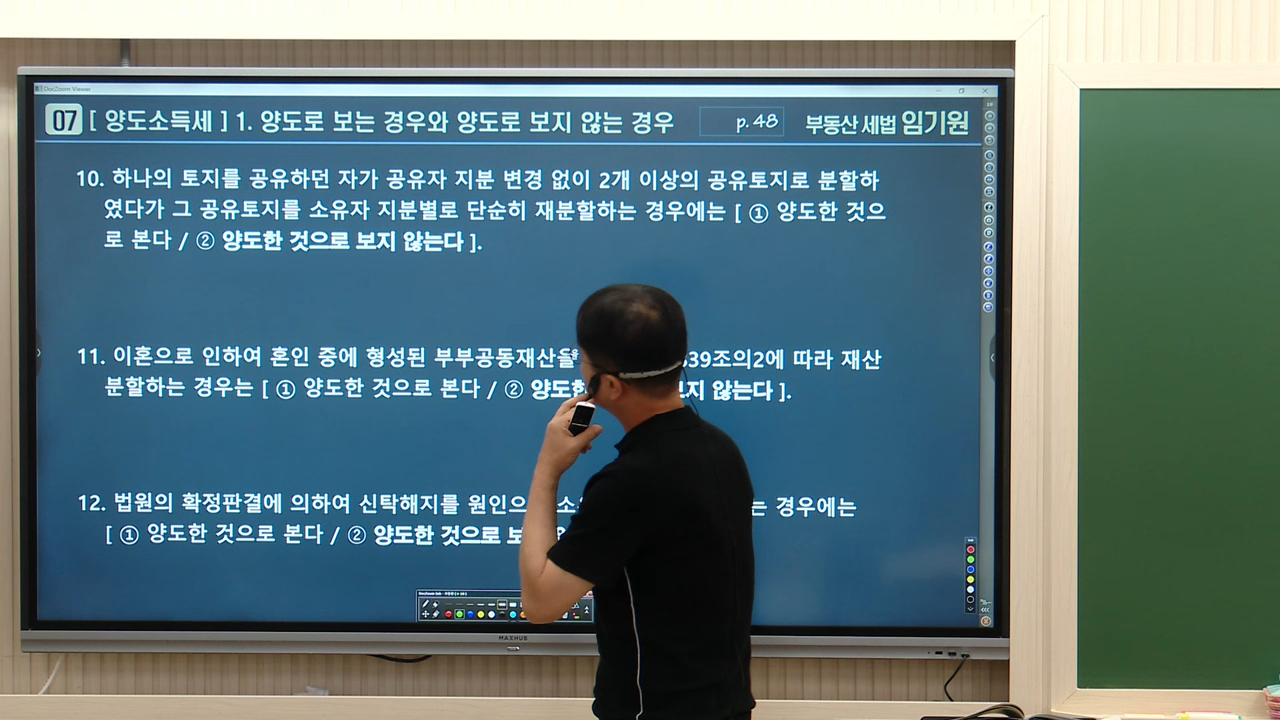 DocZoom Viewer
07 [ 양도소득세 ] 1. 양도로 보는 경우와 양도로 보지 않는 경우 p.48 부동산 세법 임기원
10. 하나의 토지를 공유하던 자가 공유자 지분 변경 없이 2개 이상의 공유토지로 분할하
였다가 그 공유토지를 소유자 지분별로 단순히 재분할하는 경우에는 [ ① 양도한 것으
로 본다 / ② 양도한 것으로 보지 않는다 ].
11. 이혼으로 인하여 혼인 중에 형성된 부부공동재산을 39조의2에 따라 재산
분할하는 경우는 [ ① 양도한 것으로 본다 / ② 양도한 보지 않는다 ].
12. 법원의 확정판결에 의하여 신탁해지를 원인으 소 는 경우에는
[ ① 양도한 것으로 본다 / ② 양도한 것으로 보
MAXHUB